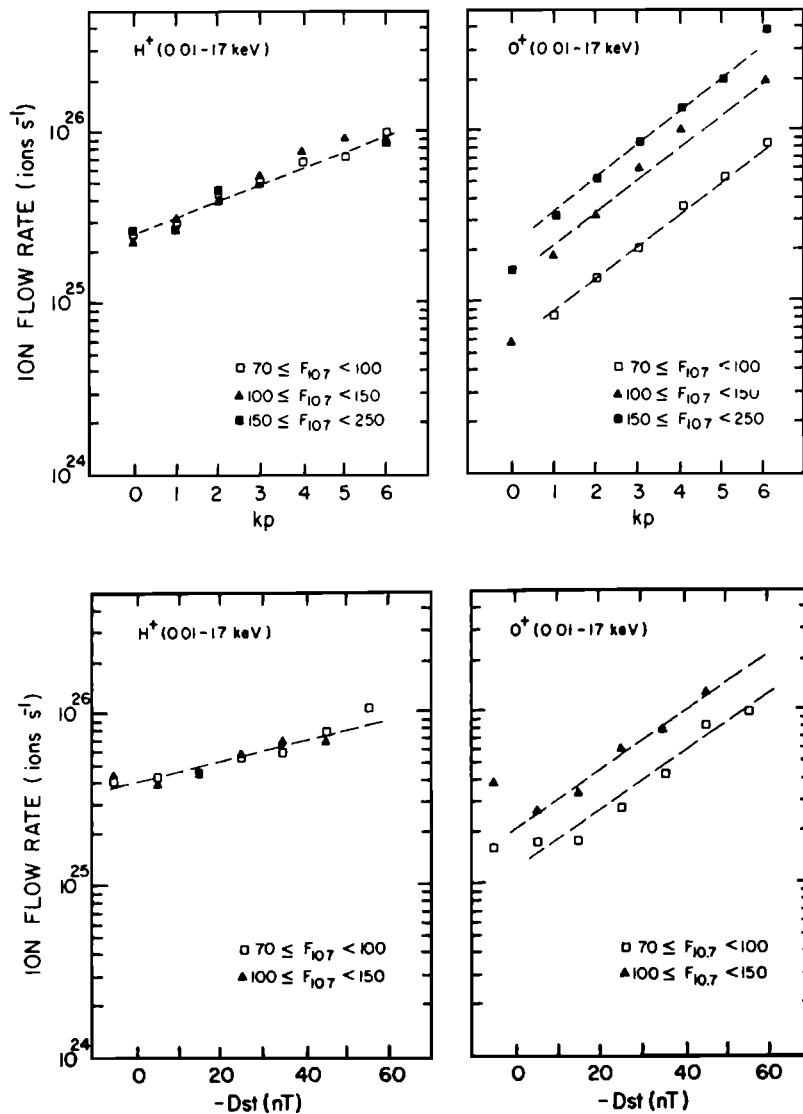 H⁺ (0.01-17 keV)
ION FLOW RATE (ions s⁻¹)
10²⁶
10²⁵
10²⁴
□ 70 ≤ F₁₀.₇ < 100
▲ 100 ≤ F₁₀.₇ < 150
■ 150 ≤ F₁₀.₇ < 250
0 1 2 3 4 5 6
kp
O⁺ (0.01-17 keV)
□ 70 ≤ F₁₀.₇ < 100
▲ 100 ≤ F₁₀.₇ < 150
■ 150 ≤ F₁₀.₇ < 250
0 1 2 3 4 5 6
kp
H⁺ (0.01-17 keV)
ION FLOW RATE (ions s⁻¹)
10²⁶
10²⁵
10²⁴
□ 70 ≤ F₁₀.₇ < 100
▲ 100 ≤ F₁₀.₇ < 150
0 20 40 60
-Dst (nT)
O⁺ (0.01-17 keV)
□ 70 ≤ F₁₀.₇ < 100
▲ 100 ≤ F₁₀.₇ < 150
0 20 40 60
-Dst (nT)